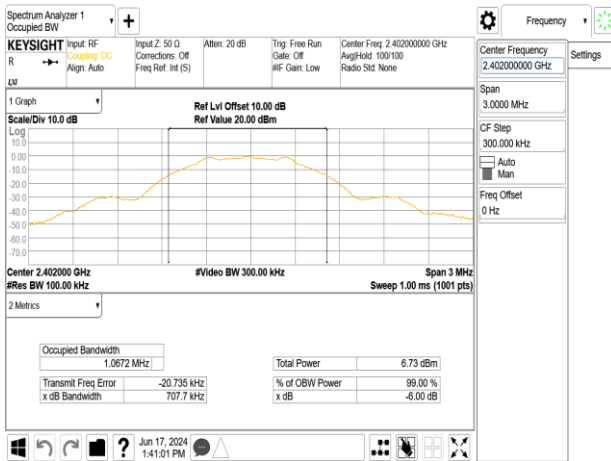 Spectrum Analyzer 1
Occupied BW
+
Frequency
KEYSIGHT
R
LXI
Input: RF
Coupling: DC
Align: Auto
Input Z: 50 Ω
Corrections: Off
Freq Ref: Int (S)
Atten: 20 dB
Trig: Free Run
Gate: Off
#IF Gain: Low
Center Freq: 2.402000000 GHz
Avg|Hold: 100/100
Radio Std: None
Center Frequency
2.402000000 GHz
Settings
Span
3.0000 MHz
CF Step
300.000 kHz
Auto
Man
Freq Offset
0 Hz
1 Graph
Scale/Div 10.0 dB
Ref Lvl Offset 10.00 dB
Ref Value 20.00 dBm
Log
10.0
0.00
-10.0
-20.0
-30.0
-40.0
-50.0
-60.0
-70.0
Center 2.402000 GHz
#Res BW 100.00 kHz
#Video BW 300.00 kHz
Span 3 MHz
Sweep 1.00 ms (1001 pts)
2 Metrics
Occupied Bandwidth
1.0672 MHz
Total Power 6.73 dBm
Transmit Freq Error -20.735 kHz
% of OBW Power 99.00 %
x dB Bandwidth 707.7 kHz
x dB -6.00 dB
?
Jun 17, 2024
1:41:01 PM